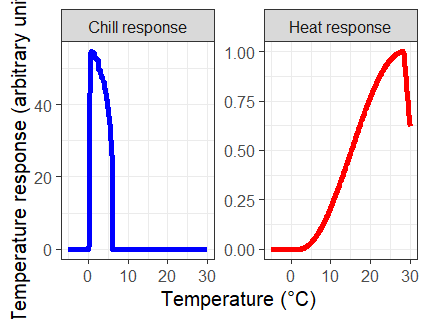 Chill response
Heat response
Temperature response (arbitrary uni
40
20
0
1.00
0.75
0.50
0.25
0.00
0 10 20 30
0 10 20 30
Temperature (°C)